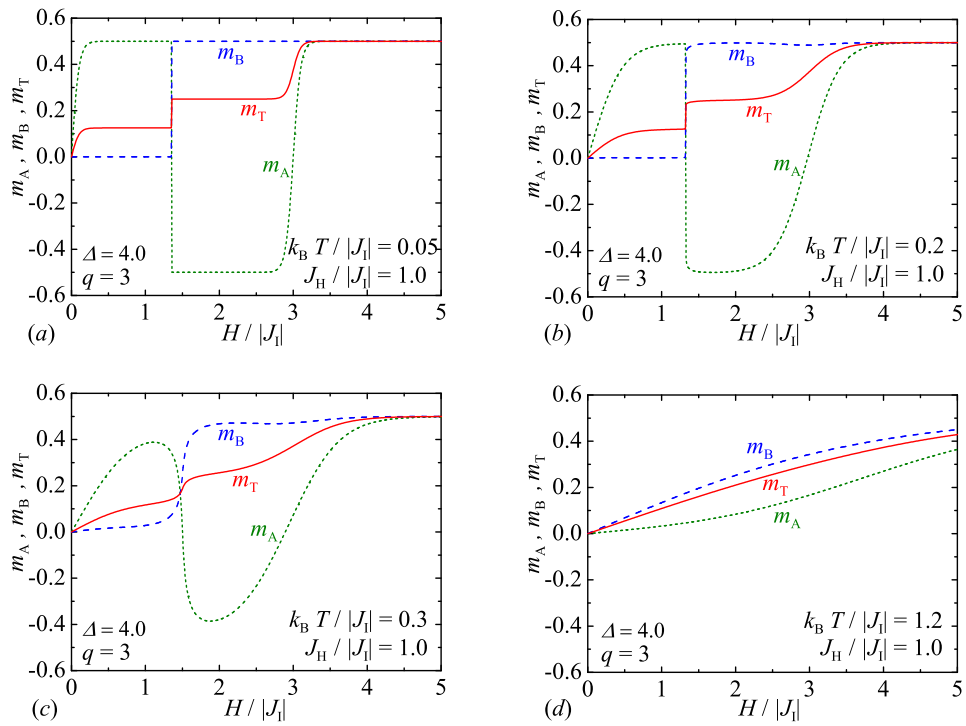 0.6
0.4
0.2
0.0
-0.2
-0.4
-0.6
m_A , m_B , m_T
m_B
m_T
m_A
Δ = 4.0
q = 3
k_B T / |J_I| = 0.05
J_H / |J_I| = 1.0
0 1 2 3 4 5
(a) H / |J_I|
0.6
0.4
0.2
0.0
-0.2
-0.4
-0.6
m_A , m_B , m_T
m_B
m_T
m_A
Δ = 4.0
q = 3
k_B T / |J_I| = 0.2
J_H / |J_I| = 1.0
0 1 2 3 4 5
(b) H / |J_I|
0.6
0.4
0.2
0.0
-0.2
-0.4
-0.6
m_A , m_B , m_T
m_B
m_T
m_A
Δ = 4.0
q = 3
k_B T / |J_I| = 0.3
J_H / |J_I| = 1.0
0 1 2 3 4 5
(c) H / |J_I|
0.6
0.4
0.2
0.0
-0.2
-0.4
-0.6
m_A , m_B , m_T
m_B
m_T
m_A
Δ = 4.0
q = 3
k_B T / |J_I| = 1.2
J_H / |J_I| = 1.0
0 1 2 3 4 5
(d) H / |J_I|